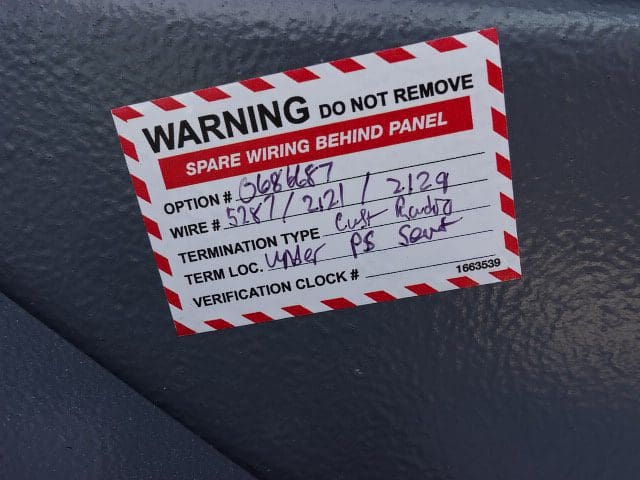 WARNING DO NOT REMOVE
SPARE WIRING BEHIND PANEL
OPTION # 0686687
WIRE # 5287 / 2121 / 2129
TERMINATION TYPE Cust Radio
TERM LOC. under PS Seat
VERIFICATION CLOCK #
1663539